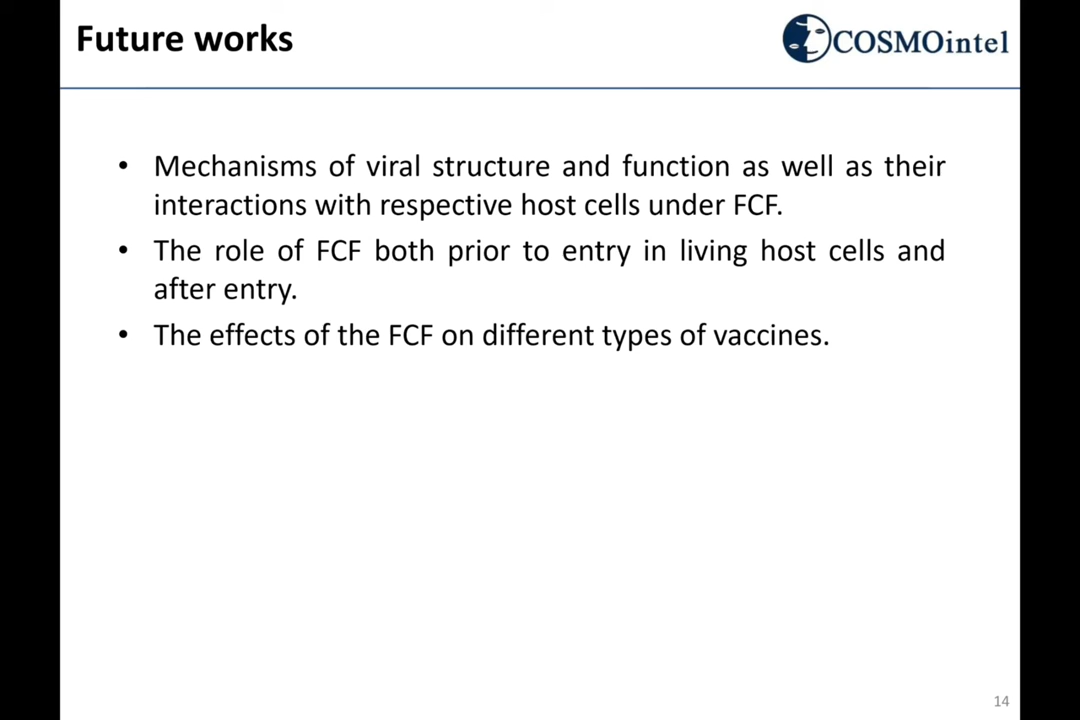 Future works
COSMOintel
• Mechanisms of viral structure and function as well as their
interactions with respective host cells under FCF.
• The role of FCF both prior to entry in living host cells and
after entry.
• The effects of the FCF on different types of vaccines.
14